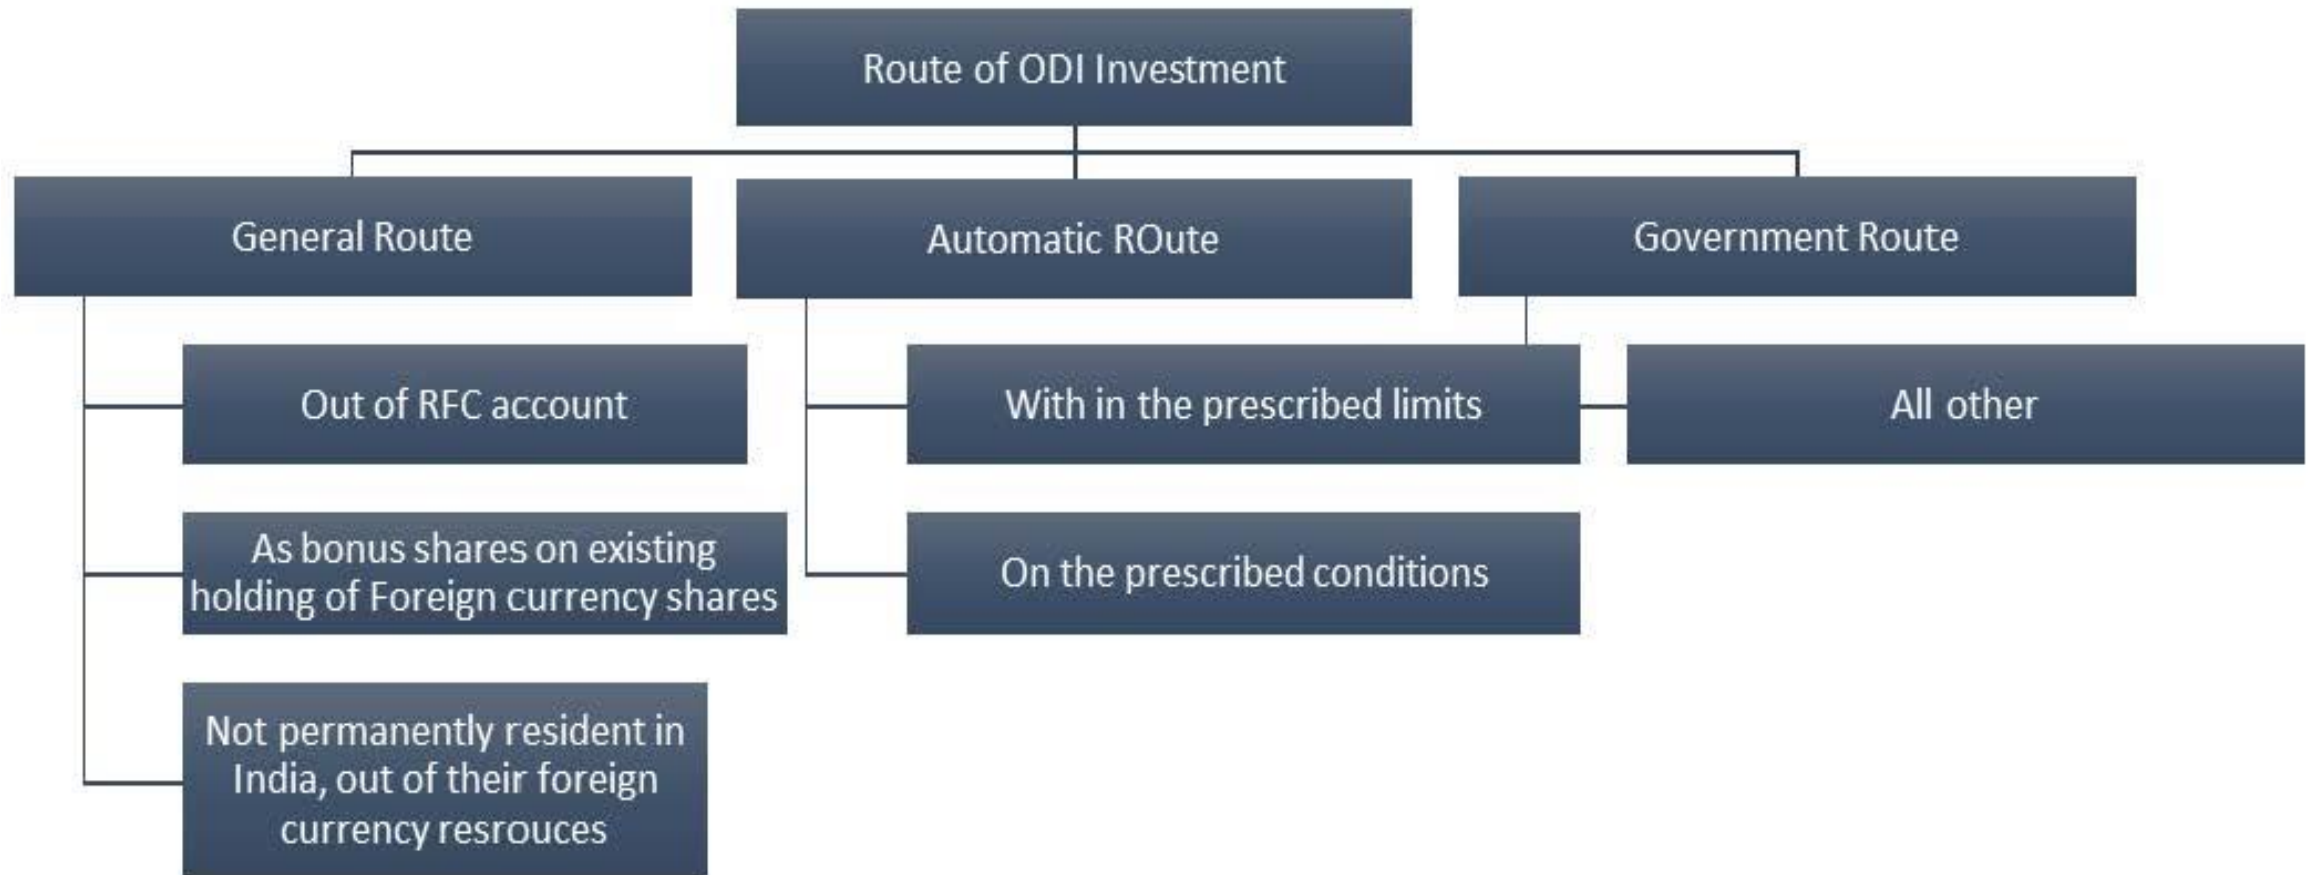 Route of ODI Investment
General Route
Automatic ROute
Government Route
Out of RFC account
With in the prescribed limits
All other
As bonus shares on existing
holding of Foreign currency shares
On the prescribed conditions
Not permanently resident in
India, out of their foreign
currency resrouces